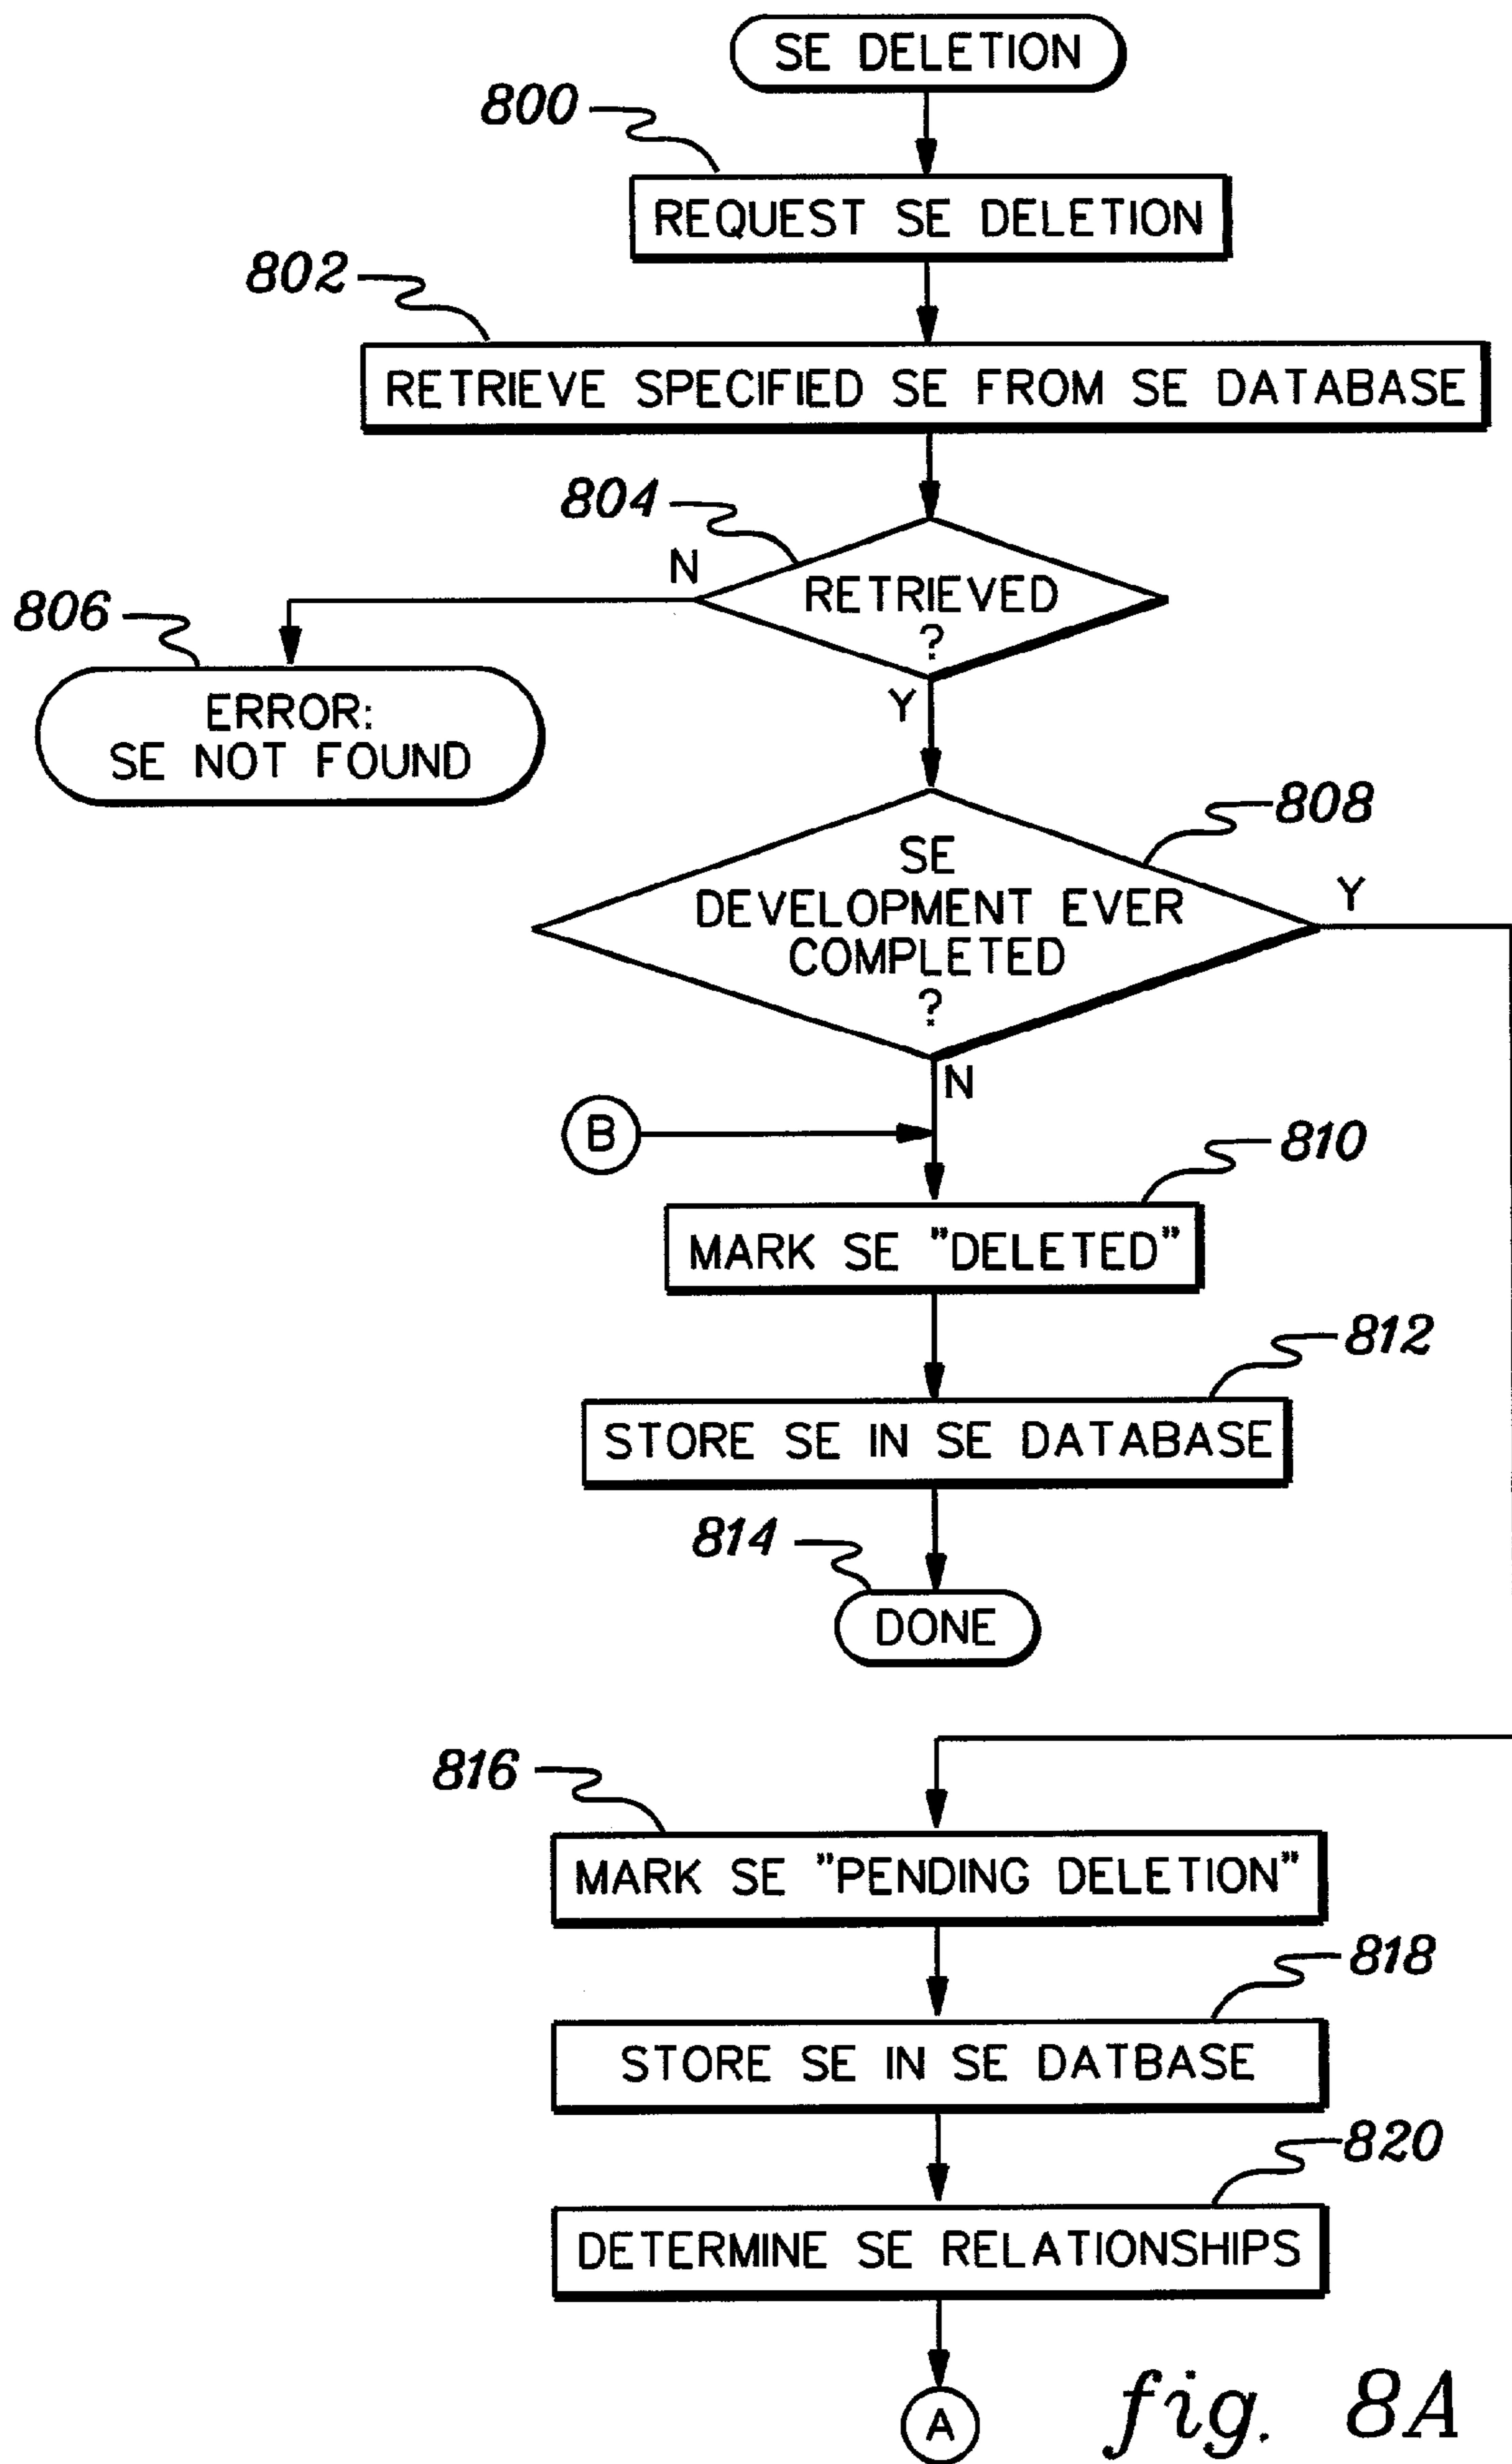 SE DELETION
800
REQUEST SE DELETION
802
RETRIEVE SPECIFIED SE FROM SE DATABASE
804
N
RETRIEVED
?
806
Y
ERROR:
SE NOT FOUND
808
SE
DEVELOPMENT EVER
COMPLETED
?
Y
N
B
810
MARK SE "DELETED"
812
STORE SE IN SE DATABASE
814
DONE
816
MARK SE "PENDING DELETION"
818
STORE SE IN SE DATBASE
820
DETERMINE SE RELATIONSHIPS
A
fig. 8A